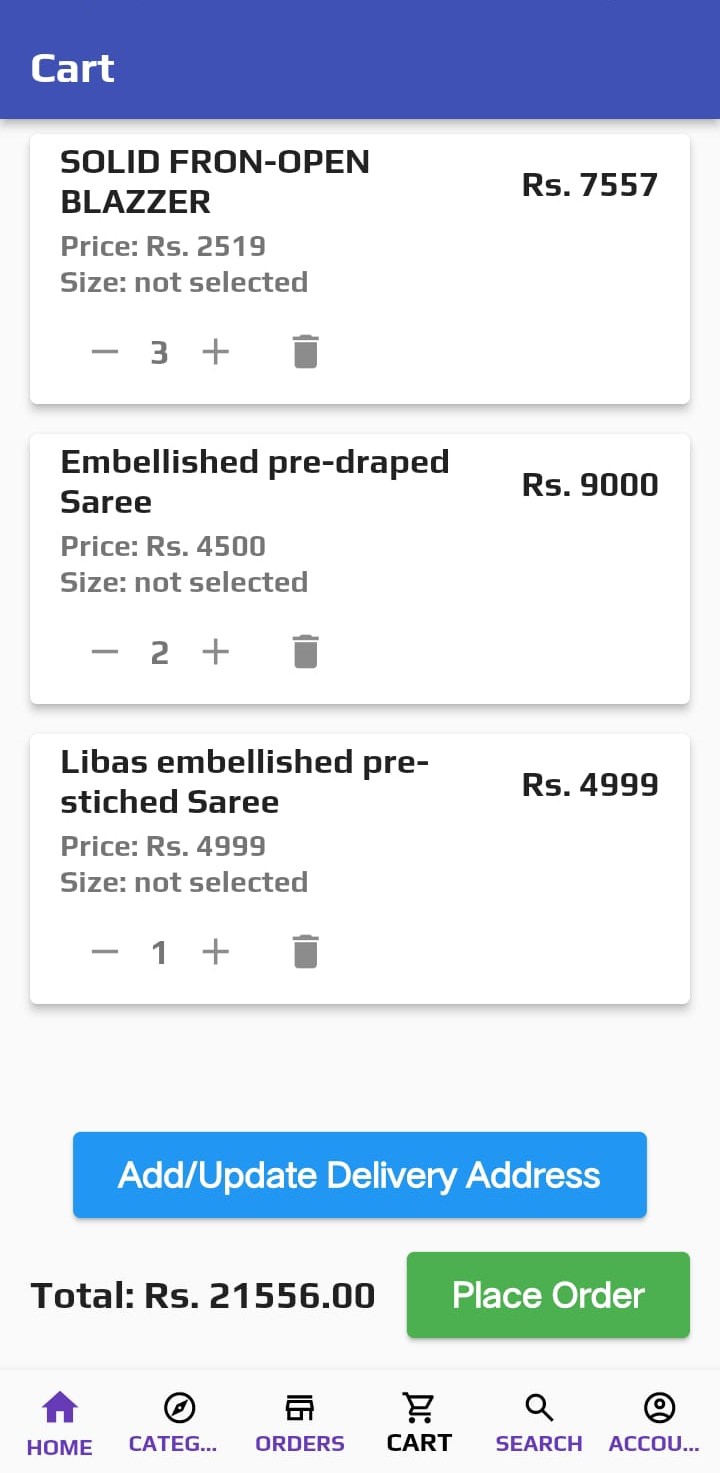 Cart
SOLID FRON-OPEN
BLAZZER
Rs. 7557
Price: Rs. 2519
Size: not selected
3
Embellished pre-draped
Saree
Rs. 9000
Price: Rs. 4500
Size: not selected
2
Libas embellished pre-
stiched Saree
Rs. 4999
Price: Rs. 4999
Size: not selected
1
Add/Update Delivery Address
Total: Rs. 21556.00
Place Order
HOME CATEG... ORDERS CART SEARCH ACCOU...